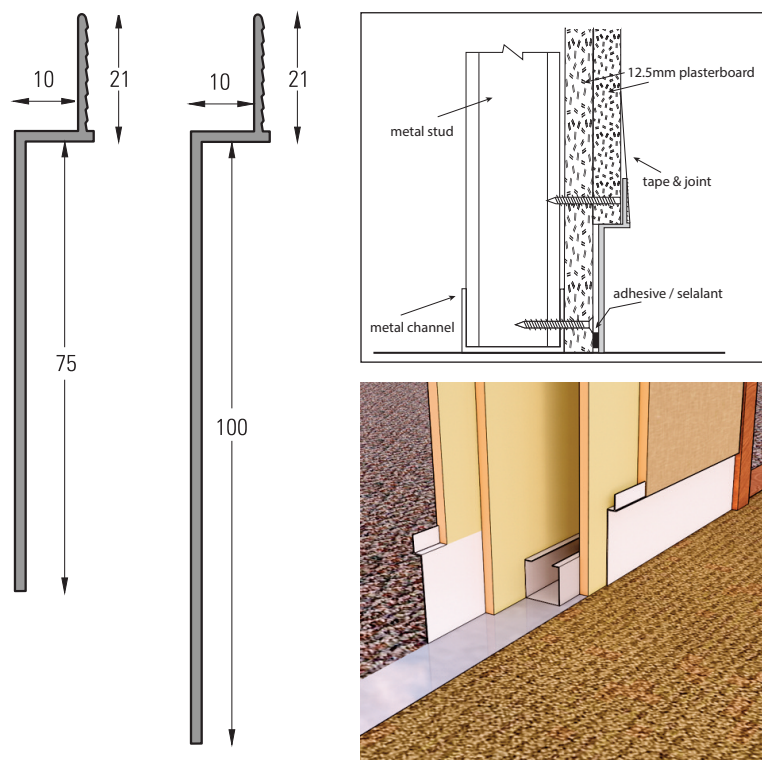 10
21
75
10
21
100
12.5mm plasterboard
metal stud
tape & joint
adhesive / selalant
metal channel